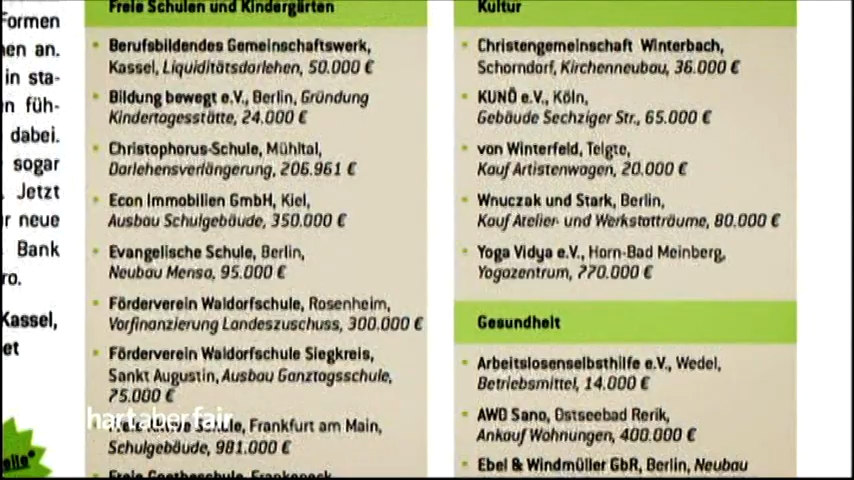 Formen
en an.
in sta-
n füh-
dabei.
sogar
Jetzt
r neue
Bank
ro.
Kassel,
et
elle*
Freie Schulen und Kindergärten
Berufsbildendes Gemeinschaftswerk,
Kassel, Liquiditätsdarlehen, 50.000 €
Bildung bewegt e.V., Berlin, Gründung
Kindertagesstätte, 24.000 €
Christophorus-Schule, Mühltal,
Darlehensverlängerung, 206.961 €
Econ Immobilien GmbH, Kiel,
Ausbau Schulgebäude, 350.000 €
Evangelische Schule, Berlin,
Neubau Mensa, 95.000 €
Förderverein Waldorfschule, Rosenheim,
Vorfinanzierung Landeszuschuss, 300.000 €
Förderverein Waldorfschule Siegkreis,
Sankt Augustin, Ausbau Ganztagsschule,
75.000 €
hartaberfair
Freie Schule, Frankfurt am Main,
Schulgebäude, 981.000 €
Freie Goetheschule
Kultur
Christengemeinschaft Winterbach,
Schorndorf, Kirchenneubau, 36.000 €
KUNÖ e.V., Köln,
Gebäude Sechziger Str., 65.000 €
von Winterfeld, Telgte,
Kauf Artistenwagen, 20.000 €
Wnuczak und Stark, Berlin,
Kauf Atelier- und Werkstatträume, 80.000 €
Yoga Vidya e.V., Horn-Bad Meinberg,
Yogazentrum, 770.000 €
Gesundheit
Arbeitslosenselbsthilfe e.V., Wedel,
Betriebsmittel, 14.000 €
AWO Sano, Ostseebad Rerik,
Ankauf Wohnungen, 400.000 €
Ebel & Windmüller GbR, Berlin, Neubau